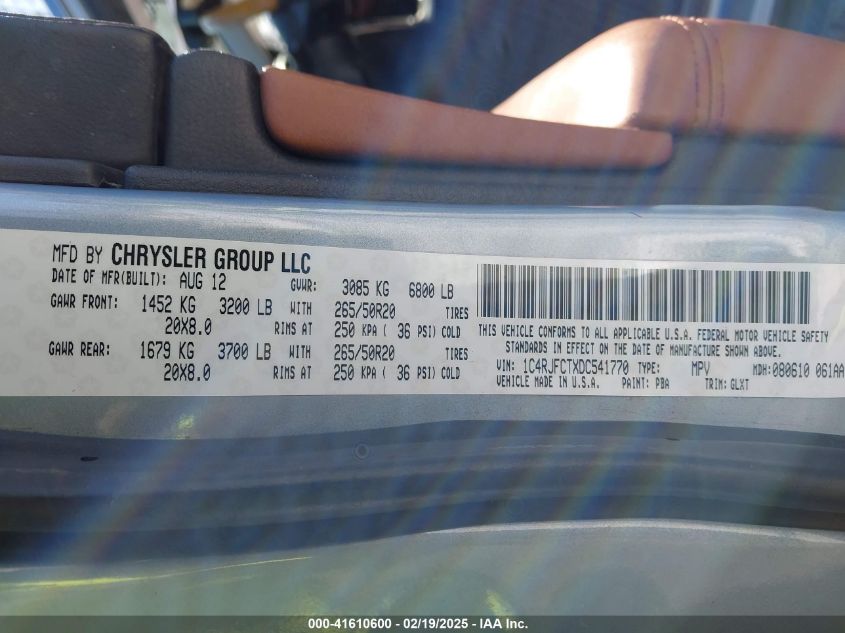 MFD BY CHRYSLER GROUP LLC
DATE OF MFR(BUILT): AUG 12 GVWR: 3085 KG 6800 LB
GAWR FRONT: 1452 KG 3200 LB WITH 265/50R20 TIRES
20X8.0 RIMS AT 250 KPA ( 36 PSI) COLD
GAWR REAR: 1679 KG 3700 LB WITH 265/50R20 TIRES
20X8.0 RIMS AT 250 KPA ( 36 PSI) COLD
THIS VEHICLE CONFORMS TO ALL APPLICABLE U.S.A. FEDERAL MOTOR VEHICLE SAFETY
STANDARDS IN EFFECT ON THE DATE OF MANUFACTURE SHOWN ABOVE.
VIN: 1C4RJFCTXDC541770 TYPE: MPV MDH: 080610 061AA
VEHICLE MADE IN U.S.A. PAINT: PBA TRIM: GLXT
000-41610600 - 02/19/2025 - IAA Inc.